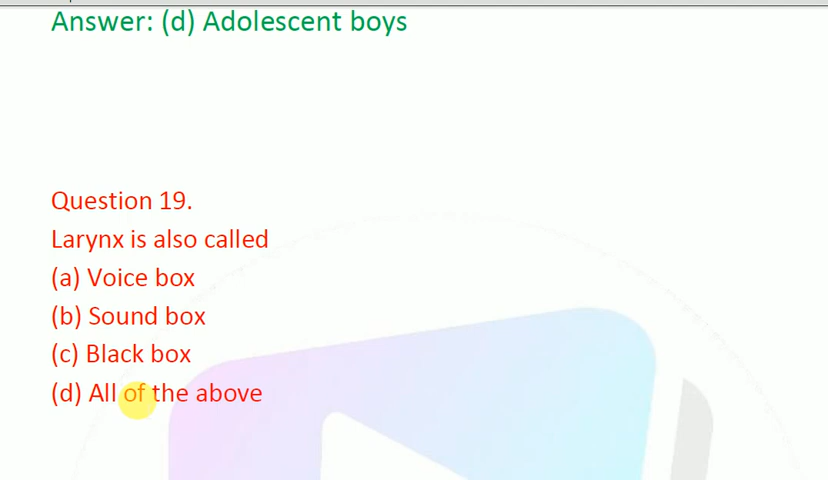 Answer: (d) Adolescent boys
Question 19.
Larynx is also called
(a) Voice box
(b) Sound box
(c) Black box
(d) All of the above